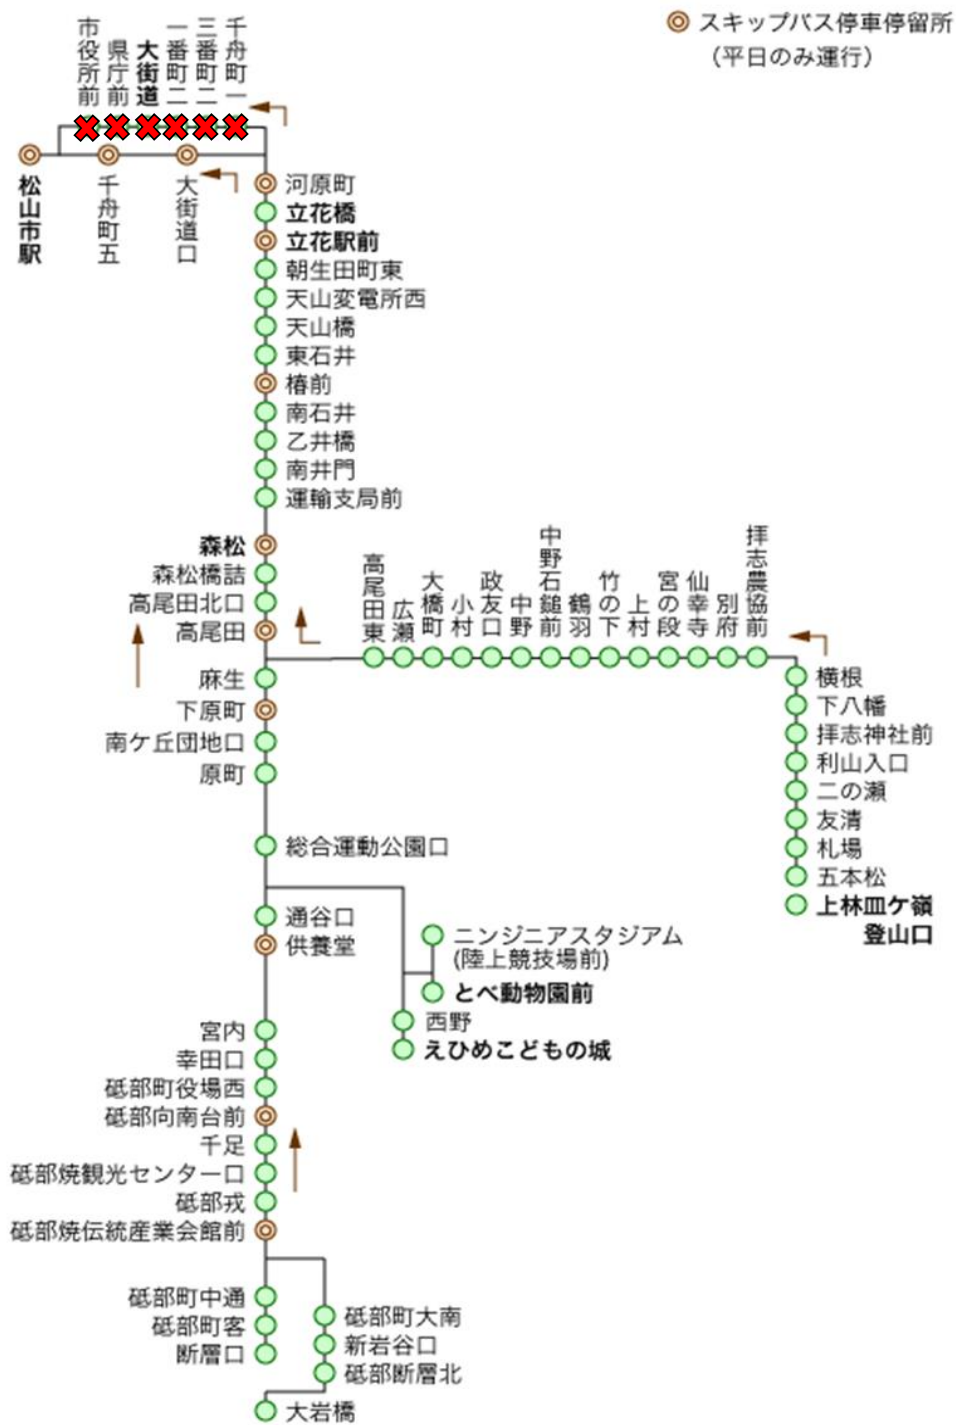 スキップバス停車停留所
（平日のみ運行）
市役所前
県庁前
大街道
一番町二
三番町二
千舟町一
松山市駅
千舟町五
大街道口
河原町
立花橋
立花駅前
朝生田町東
天山変電所西
天山橋
東石井
椿前
南石井
乙井橋
南井門
運輸支局前
森松
森松橋詰
高尾田北口
高尾田
麻生
下原町
南ケ丘団地口
原町
高尾田東
広瀬
大橋町
小村
政友口
中野
中野石鎚前
鶴羽
竹の下
上村
宮の段
仙幸寺
別府
拝志農協前
横根
下八幡
拝志神社前
利山入口
二の瀬
友清
札場
五本松
上林皿ケ嶺
登山口
総合運動公園口
通谷口
供養堂
ニンジニアスタジアム
(陸上競技場前)
とべ動物園前
西野
えひめこどもの城
宮内
幸田口
砥部町役場西
砥部向南台前
千足
砥部焼観光センター口
砥部戎
砥部焼伝統産業会館前
砥部町中通
砥部町客
断層口
砥部町大南
新岩谷口
砥部断層北
大岩橋